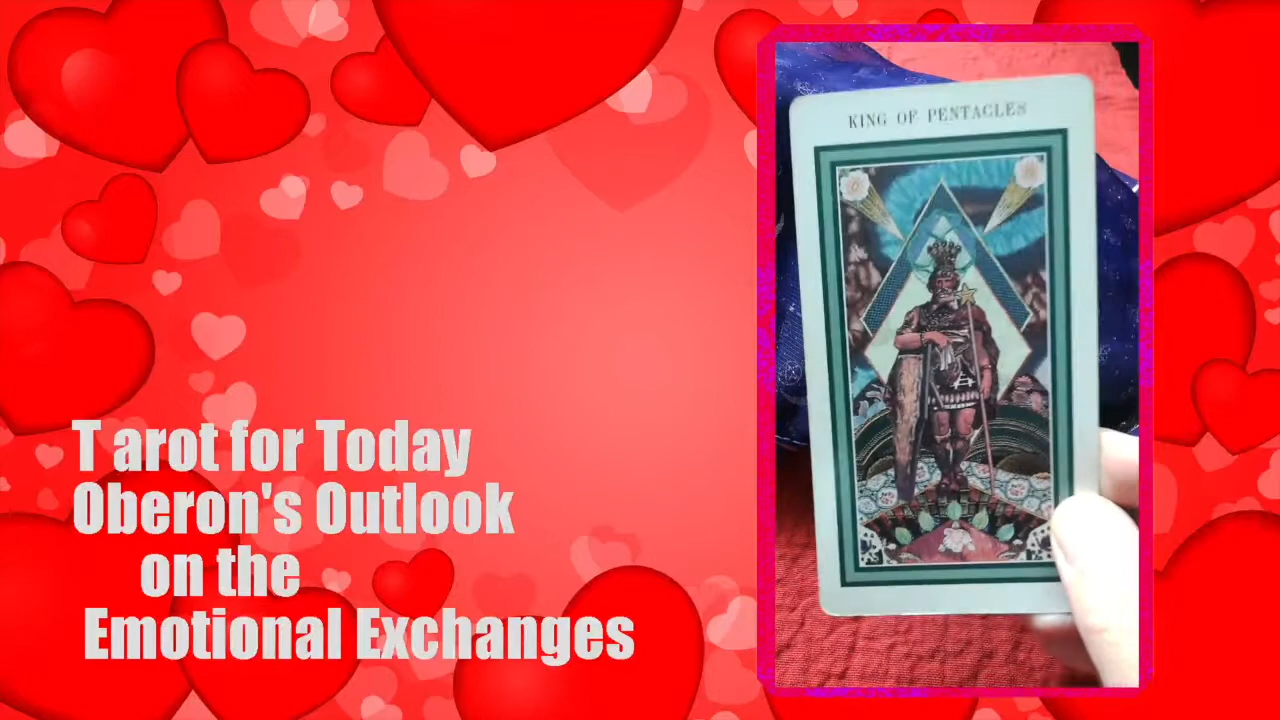 KING OF PENTACLES
T arot for Today
Oberon's Outlook
on the
Emotional Exchanges